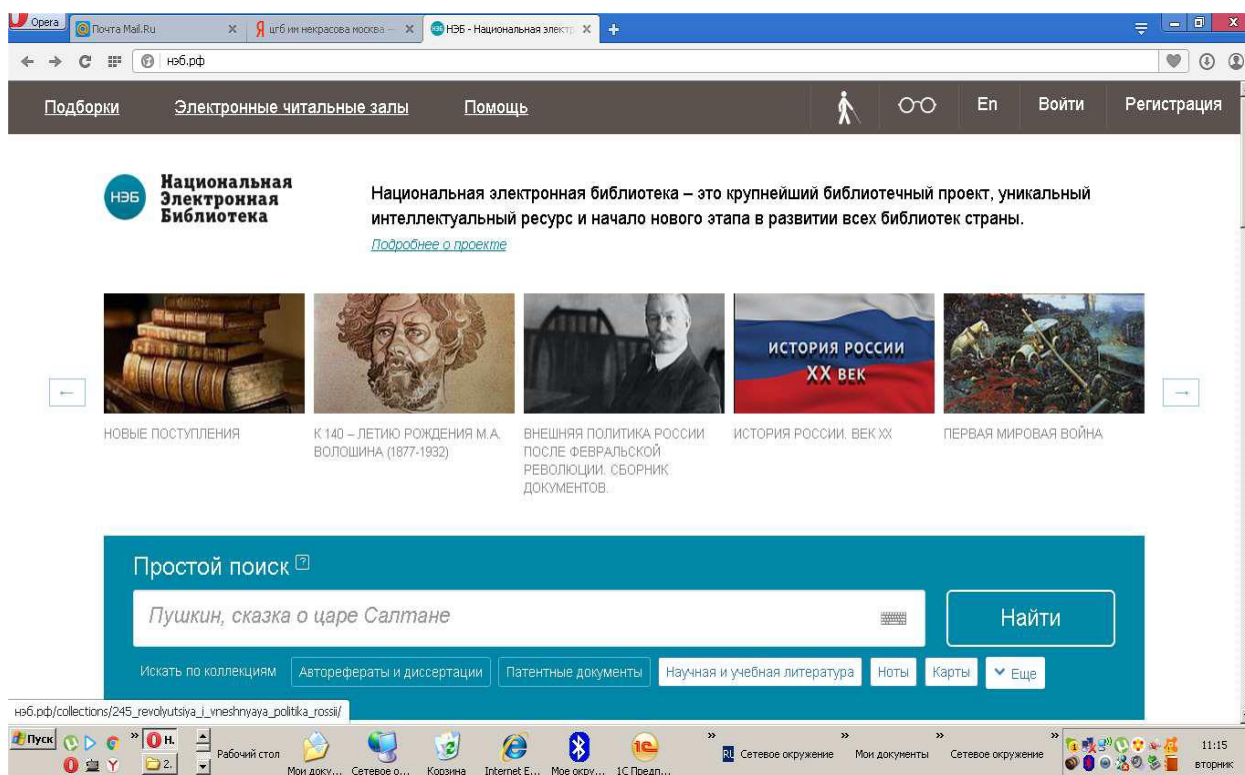 Opera
Почта Mail.Ru
цгб им некрасова москва —
НЭБ - Национальная электр
нэб.рф
Подборки Электронные читальные залы Помощь En Войти Регистрация
нэб
Национальная
Электронная
Библиотека
Национальная электронная библиотека – это крупнейший библиотечный проект, уникальный
интеллектуальный ресурс и начало нового этапа в развитии всех библиотек страны.
Подробнее о проекте
ИСТОРИЯ РОССИИ
XX ВЕК
← →
НОВЫЕ ПОСТУПЛЕНИЯ
К 140 – ЛЕТИЮ РОЖДЕНИЯ М.А.
ВОЛОШИНА (1877-1932)
ВНЕШНЯЯ ПОЛИТИКА РОССИИ
ПОСЛЕ ФЕВРАЛЬСКОЙ
РЕВОЛЮЦИИ. СБОРНИК
ДОКУМЕНТОВ.
ИСТОРИЯ РОССИИ. ВЕК XX
ПЕРВАЯ МИРОВАЯ ВОЙНА
Простой поиск ?
Пушкин, сказка о царе Салтане
Найти
Искать по коллекциям Авторефераты и диссертации Патентные документы Научная и учебная литература Ноты Карты Еще
нэб.рф/collections/245_revolyutsiya_i_vneshnyaya_politika_rossii/
Пуск
» Н.
2.
Рабочий стол
Мои доку...
Сетевое о...
Корзина
Internet E...
Мое окру...
1С Предп...
»
RU Сетевое окружение
»
Мои документы
»
Сетевое окружение
»
11:15
вторник